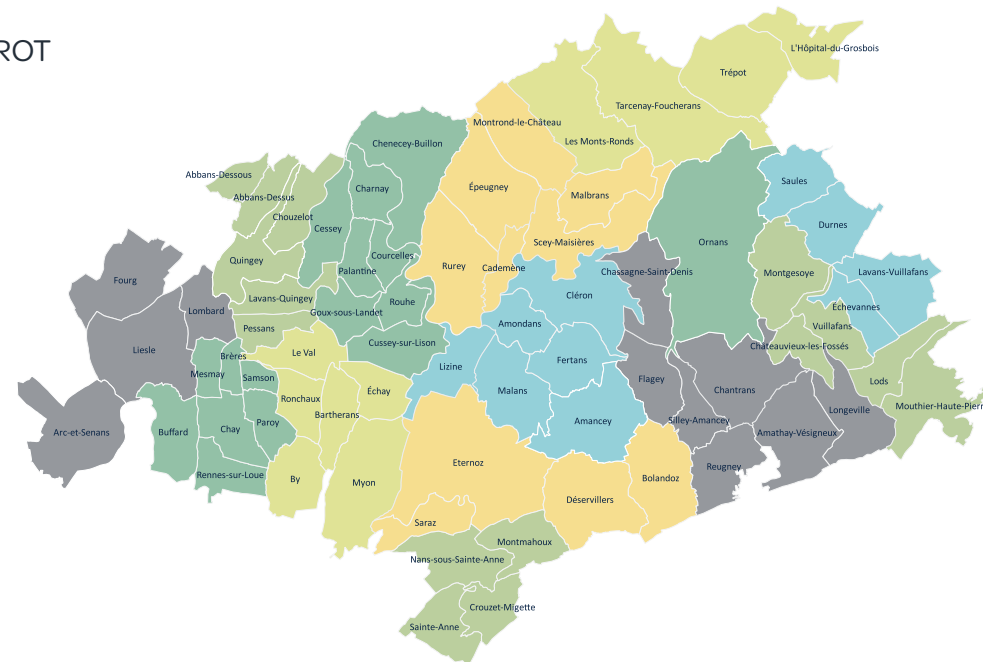 ROT
L'Hôpital-du-Grosbois
Trépot
Tarcenay-Foucherans
Montrond-le-Château
Les Monts-Ronds
Chenecey-Buillon
Abbans-Dessous
Saules
Charnay
Épeugney
Abbans-Dessus
Malbrans
Chouzelot
Durnes
Cessey
Scey-Maisières
Ornans
Courcelles
Quingey
Rurey
Cademène
Palantine
Chassagne-Saint-Denis
Montgesoye
Lavans-Vuillafans
Fourg
Lavans-Quingey
Cléron
Rouhe
Échevannes
Lombard
Goux-sous-Landet
Amondans
Vuillafans
Pessans
Cussey-sur-Lison
Châteauvieux-les-Fossés
Liesle
Le Val
Brères
Fertans
Lizine
Mesmay
Samson
Flagey
Lods
Échay
Malans
Chantrans
Ronchaux
Mouthier-Haute-Pierr
Longeville
Bartherans
Paroy
Amancey
Silley-Amancey
Chay
Arc-et-Senans
Buffard
Amathay-Vésigneux
Eternoz
Reugney
Rennes-sur-Loue
By
Bolandoz
Myon
Déservillers
Saraz
Montmahoux
Nans-sous-Sainte-Anne
Crouzet-Migette
Sainte-Anne